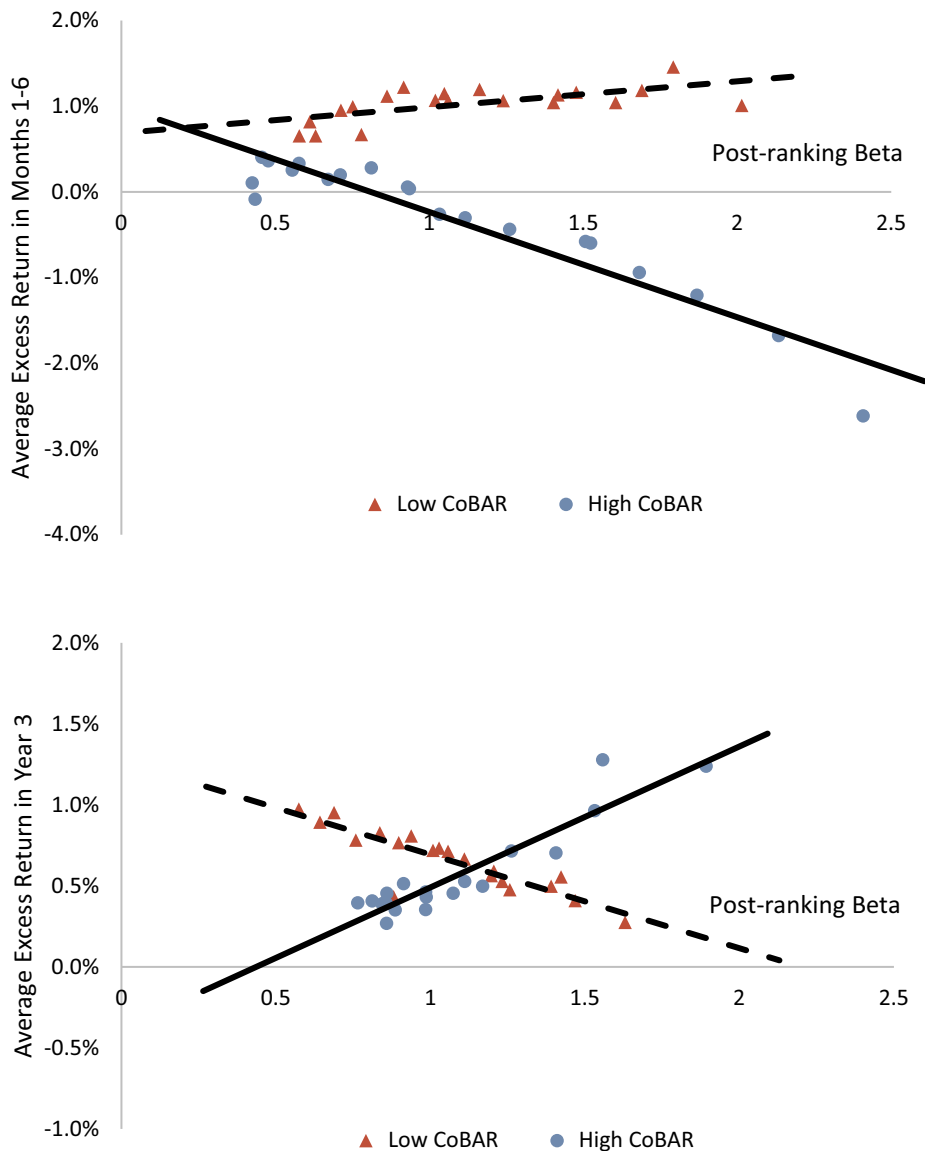 Average Excess Return in Months 1-6
2.0%
1.0%
0.0%
-1.0%
-2.0%
-3.0%
-4.0%
0 0.5 1 1.5 2 2.5
Post-ranking Beta
Low CoBAR High CoBAR
Average Excess Return in Year 3
2.0%
1.5%
1.0%
0.5%
0.0%
-0.5%
-1.0%
0 0.5 1 1.5 2 2.5
Post-ranking Beta
Low CoBAR High CoBAR